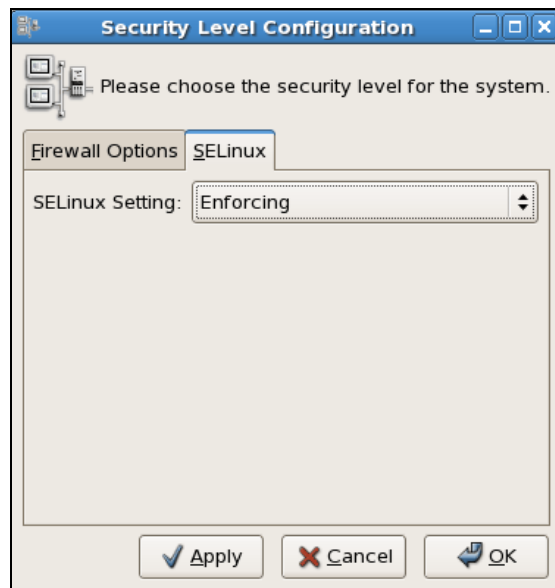 Security Level Configuration
Please choose the security level for the system.
Firewall Options SELinux
SELinux Setting: Enforcing
Apply Cancel OK